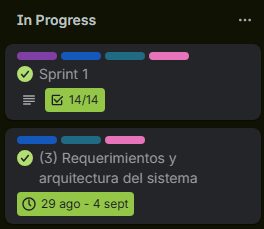 In Progress
Sprint 1
14/14
(3) Requerimientos y
arquitectura del sistema
29 ago - 4 sept